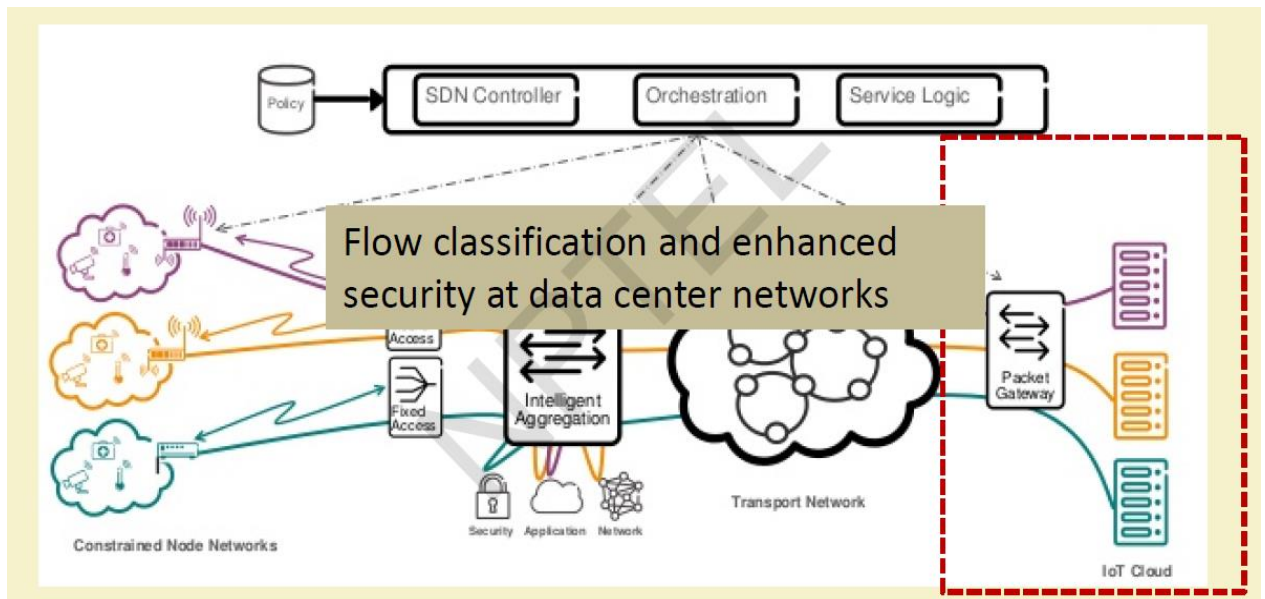 Policy
SDN Controller
Orchestration
Service Logic
Flow classification and enhanced
security at data center networks
Access
Fixed
Access
Intelligent
Aggregation
Packet
Gateway
Security
Application
Network
Transport Network
Constrained Node Networks
IoT Cloud
NPTEL